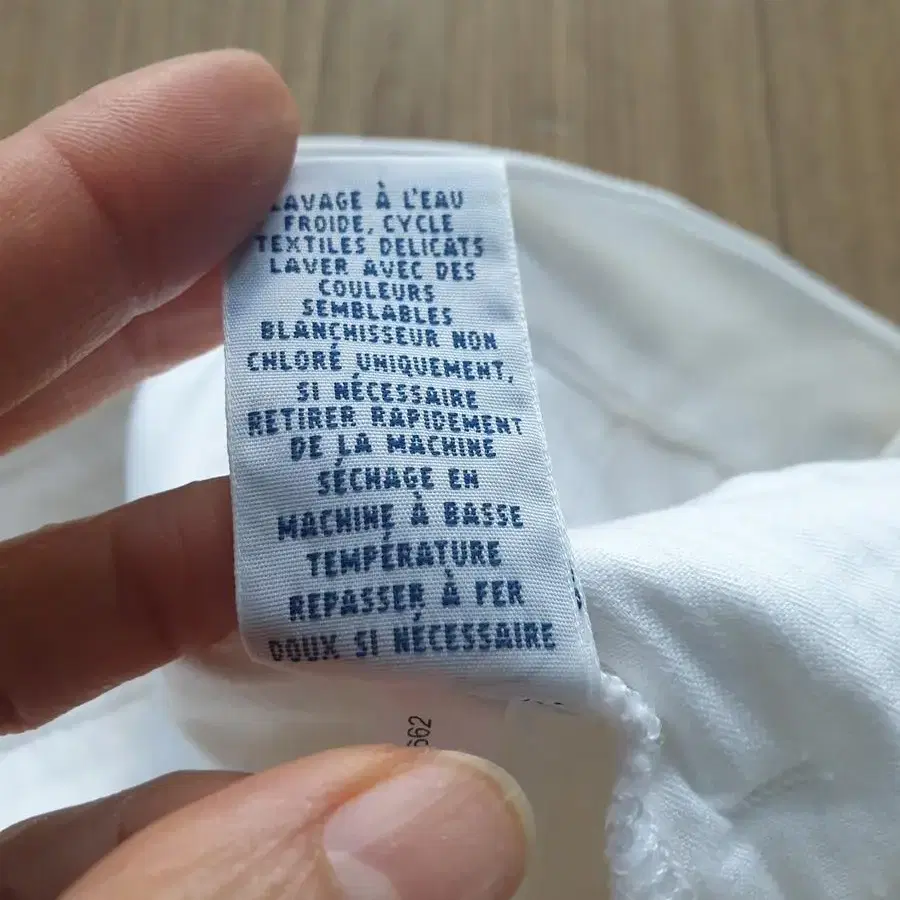 LAVAGE À L'EAU
FROIDE, CYCLE
TEXTILES DELICATS
LAVER AVEC DES
COULEURS
SEMBLABLES
BLANCHISSEUR NON
CHLORÉ UNIQUEMENT,
SI NÉCESSAIRE
RETIRER RAPIDEMENT
DE LA MACHINE
SÉCHAGE EN
MACHINE À BASSE
TEMPÉRATURE
REPASSER À FER
DOUX SI NÉCESSAIRE